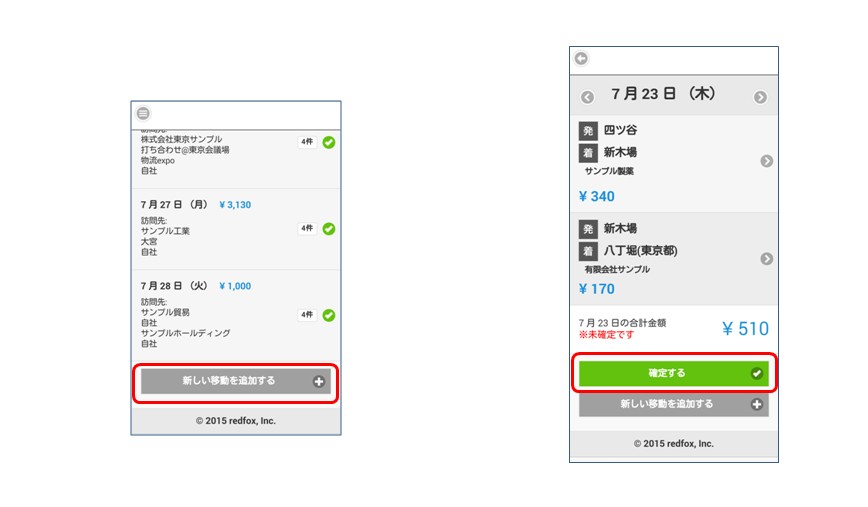 訪問先:
株式会社東京サンプル
打ち合わせ@東京会議場
物流expo
自社
4件
7月27日（月） ￥3,130
訪問先:
サンプル工業
大宮
自社
4件
7月28日（火） ￥1,000
訪問先:
サンプル貿易
自社
サンプルホールディング
自社
4件
新しい移動を追加する
© 2015 redfox, Inc.
7月23日（木）
発 四ツ谷
着 新木場
サンプル製薬
￥340
発 新木場
着 八丁堀(東京都)
有限会社サンプル
￥170
7月23日の合計金額
※未確定です
￥510
確定する
新しい移動を追加する
© 2015 redfox, Inc.